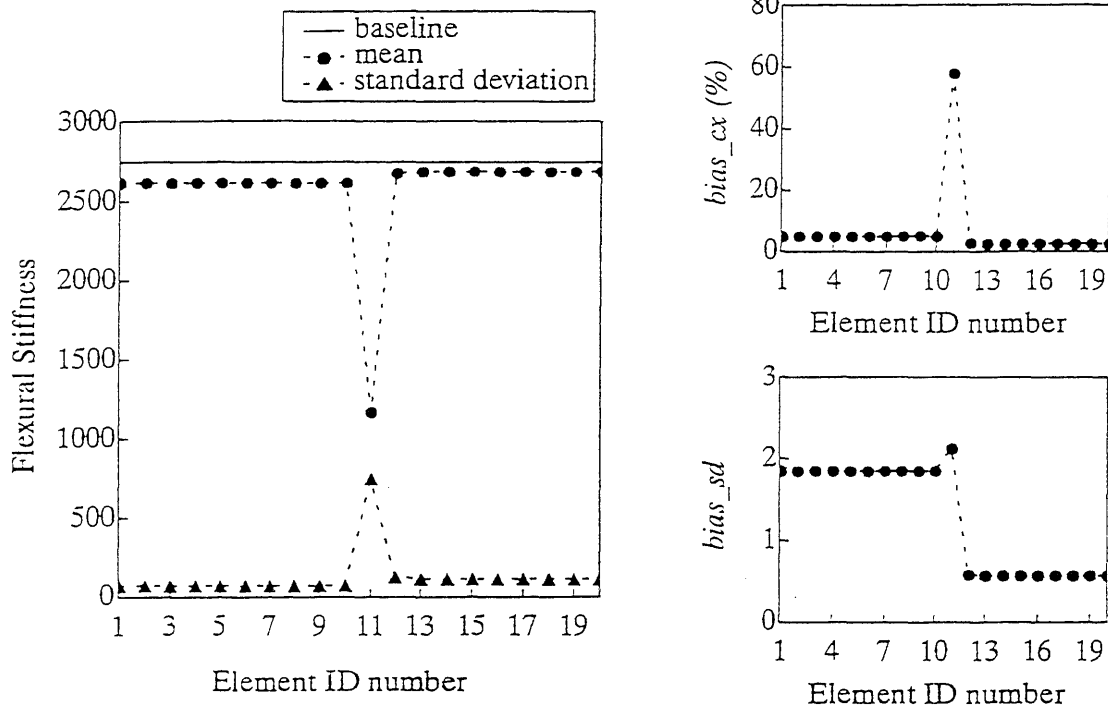 baseline
mean
standard deviation
3000
2500
2000
1500
1000
500
0
1 3 5 7 9 11 13 15 17 19
Flexural Stiffness
Element ID number
80
60
40
20
0
1 4 7 10 13 16 19
bias_cx (%)
Element ID number
3
2
1
0
1 4 7 10 13 16 19
bias_sd
Element ID number